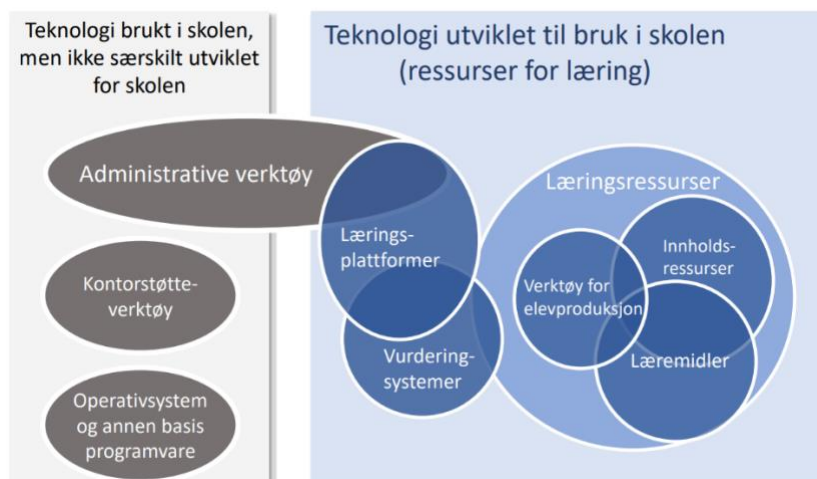 Teknologi brukt i skolen,
men ikke særskilt utviklet
for skolen
Teknologi utviklet til bruk i skolen
(ressurser for læring)
Administrative verktøy
Lærings-
plattformer
Læringsressurser
Innholds-
ressurser
Kontorstøtte-
verktøy
Verktøy for
elevproduksjon
Vurdering-
systemer
Læremidler
Operativsystem
og annen basis
programvare